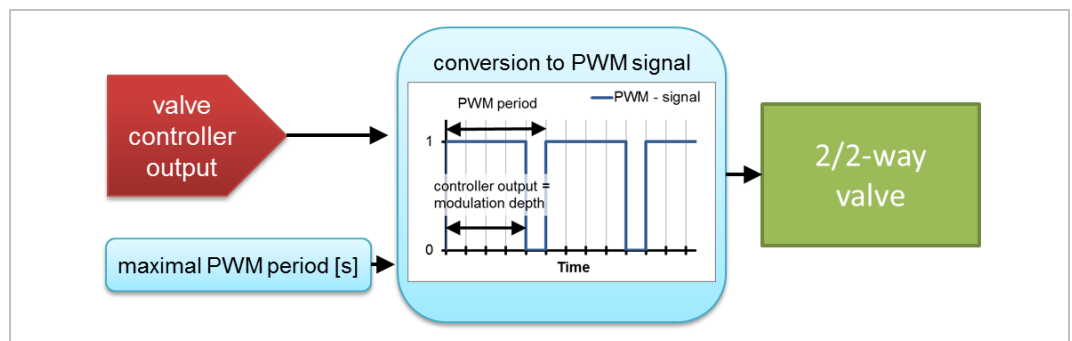 conversion to PWM signal
valve
controller
output
PWM period
PWM - signal
1
controller output =
modulation depth
0
Time
maximal PWM period [s]
2/2-way
valve